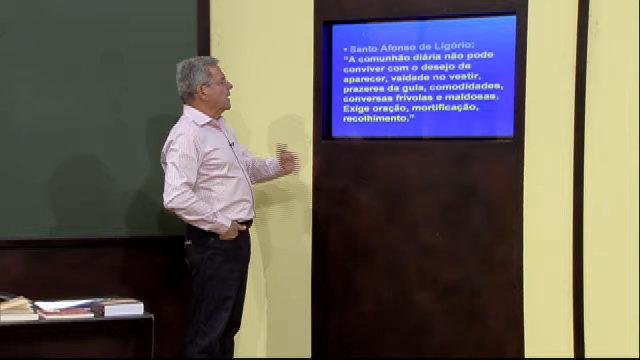 • Santo Afonso de Ligório:
"A comunhão diária não pode
conviver com o desejo de
aparecer, vaidade no vestir,
prazeres da gula, comodidades,
conversas frívolas e maldosas.
Exige oração, mortificação,
recolhimento."